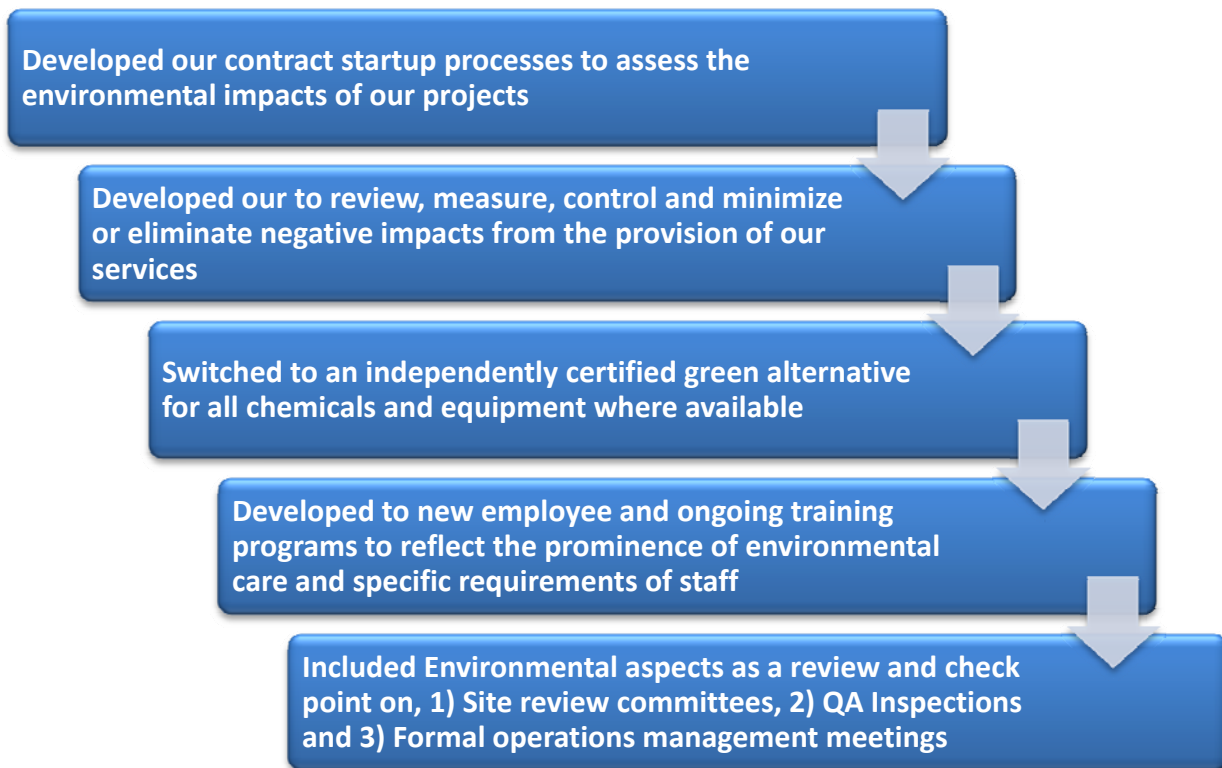 Developed our contract startup processes to assess the
environmental impacts of our projects
Developed our to review, measure, control and minimize
or eliminate negative impacts from the provision of our
services
Switched to an independently certified green alternative
for all chemicals and equipment where available
Developed to new employee and ongoing training
programs to reflect the prominence of environmental
care and specific requirements of staff
Included Environmental aspects as a review and check
point on, 1) Site review committees, 2) QA Inspections
and 3) Formal operations management meetings